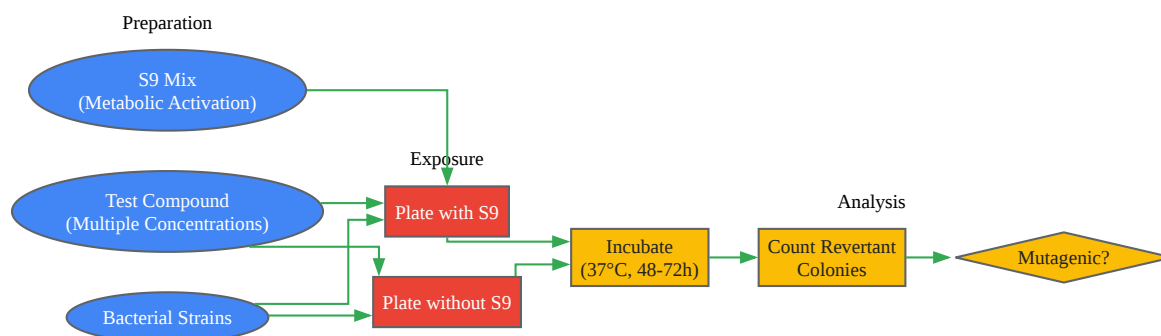 Preparation
S9 Mix
(Metabolic Activation)
Exposure
Test Compound
(Multiple Concentrations)
Plate with S9
Analysis
Incubate
(37°C, 48-72h)
Count Revertant
Colonies
Mutagenic?
Plate without S9
Bacterial Strains